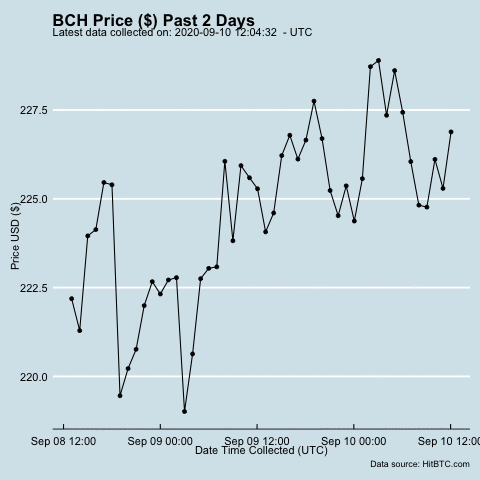 BCH Price ($) Past 2 Days
Latest data collected on: 2020-09-10 12:04:32 - UTC
227.5
225.0
222.5
220.0
Price USD ($)
Sep 08 12:00 Sep 09 00:00 Sep 09 12:00 Sep 10 00:00 Sep 10 12:00
Date Time Collected (UTC)
Data source: HitBTC.com